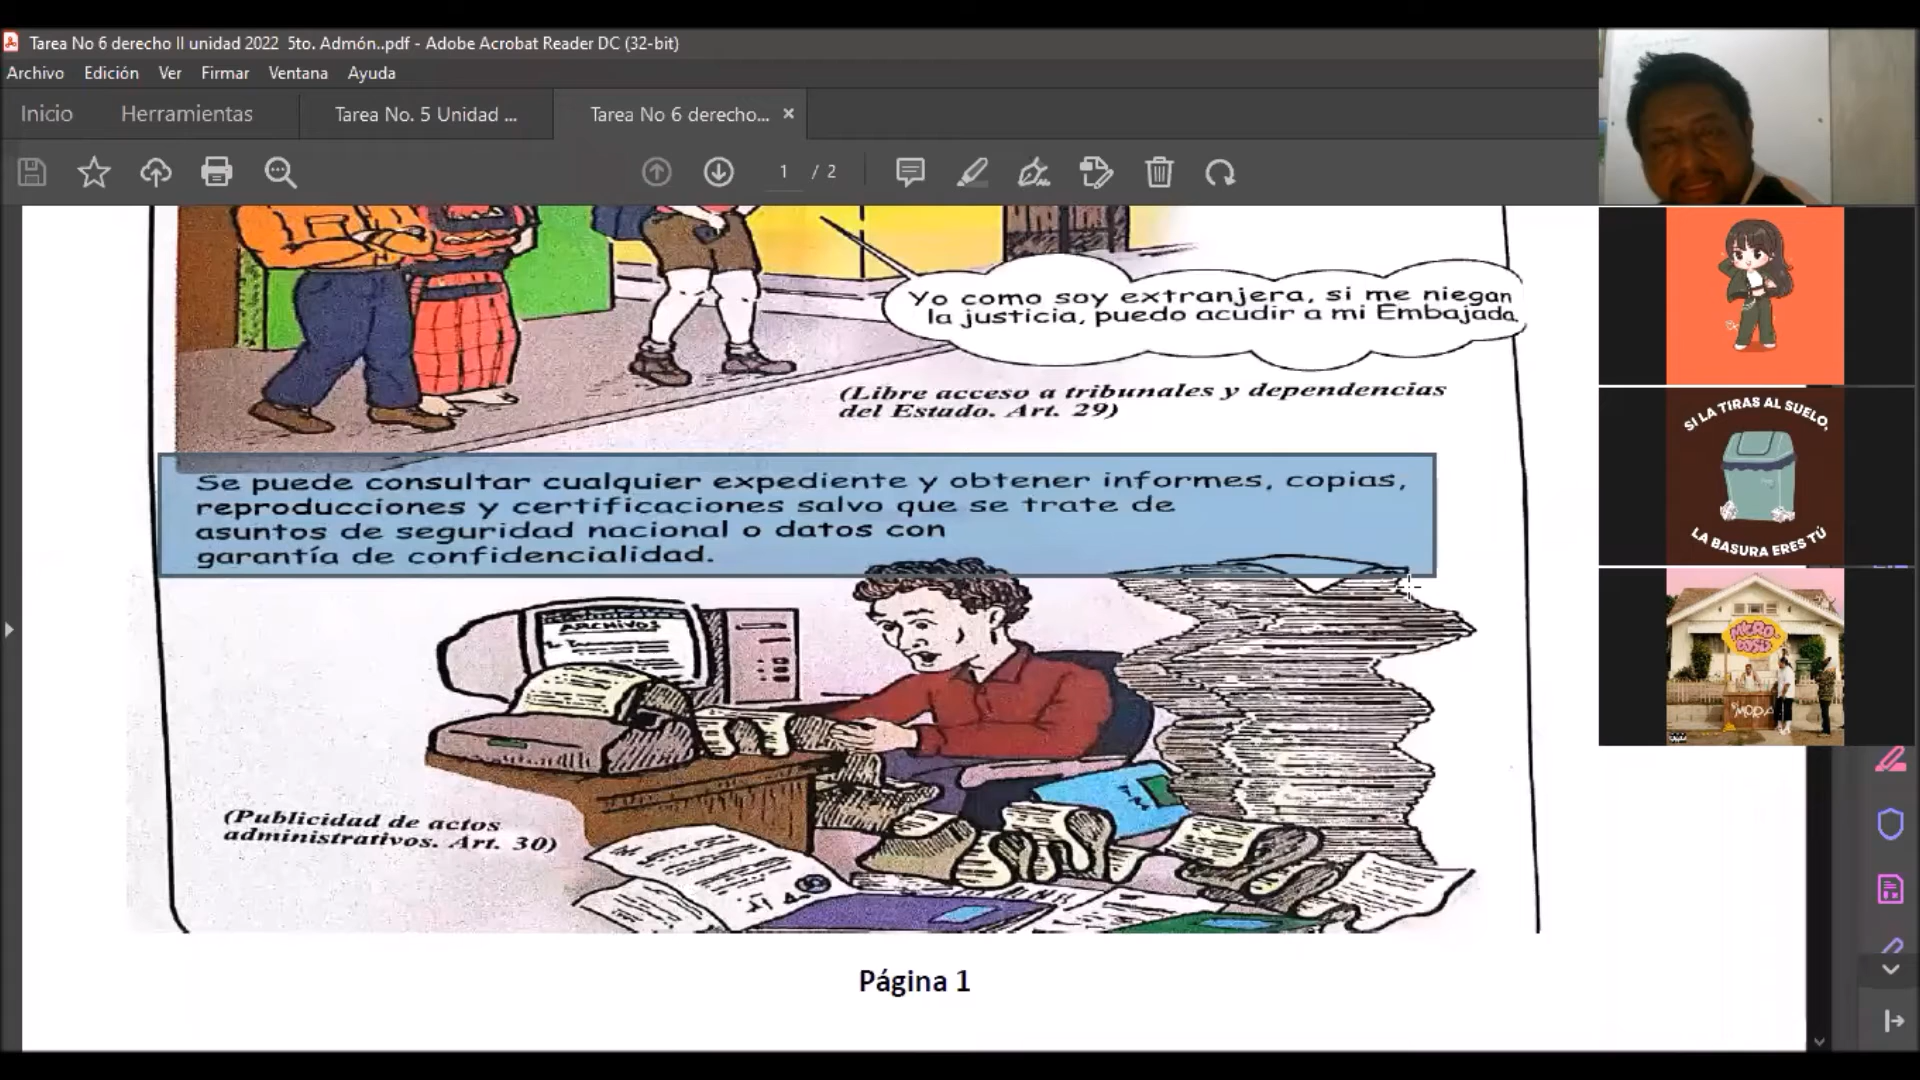 Tarea No 6 derecho II unidad 2022 5to. Admón..pdf - Adobe Acrobat Reader DC (32-bit)
Archivo Edición Ver Firmar Ventana Ayuda
Inicio Herramientas Tarea No. 5 Unidad ... Tarea No 6 derecho...
1 / 2
Yo como soy extranjera, si me niegan
la justicia, puedo acudir a mi Embajada
(Libre acceso a tribunales y dependencias
del Estado. Art. 29)
Se puede consultar cualquier expediente y obtener informes, copias,
reproducciones y certificaciones salvo que se trate de
asuntos de seguridad nacional o datos con
garantía de confidencialidad.
ARCHIVOS
(Publicidad de actos
administrativos. Art. 30)
Página 1
SI LA TIRAS AL SUELO,
LA BASURA ERES TÚ
MODA